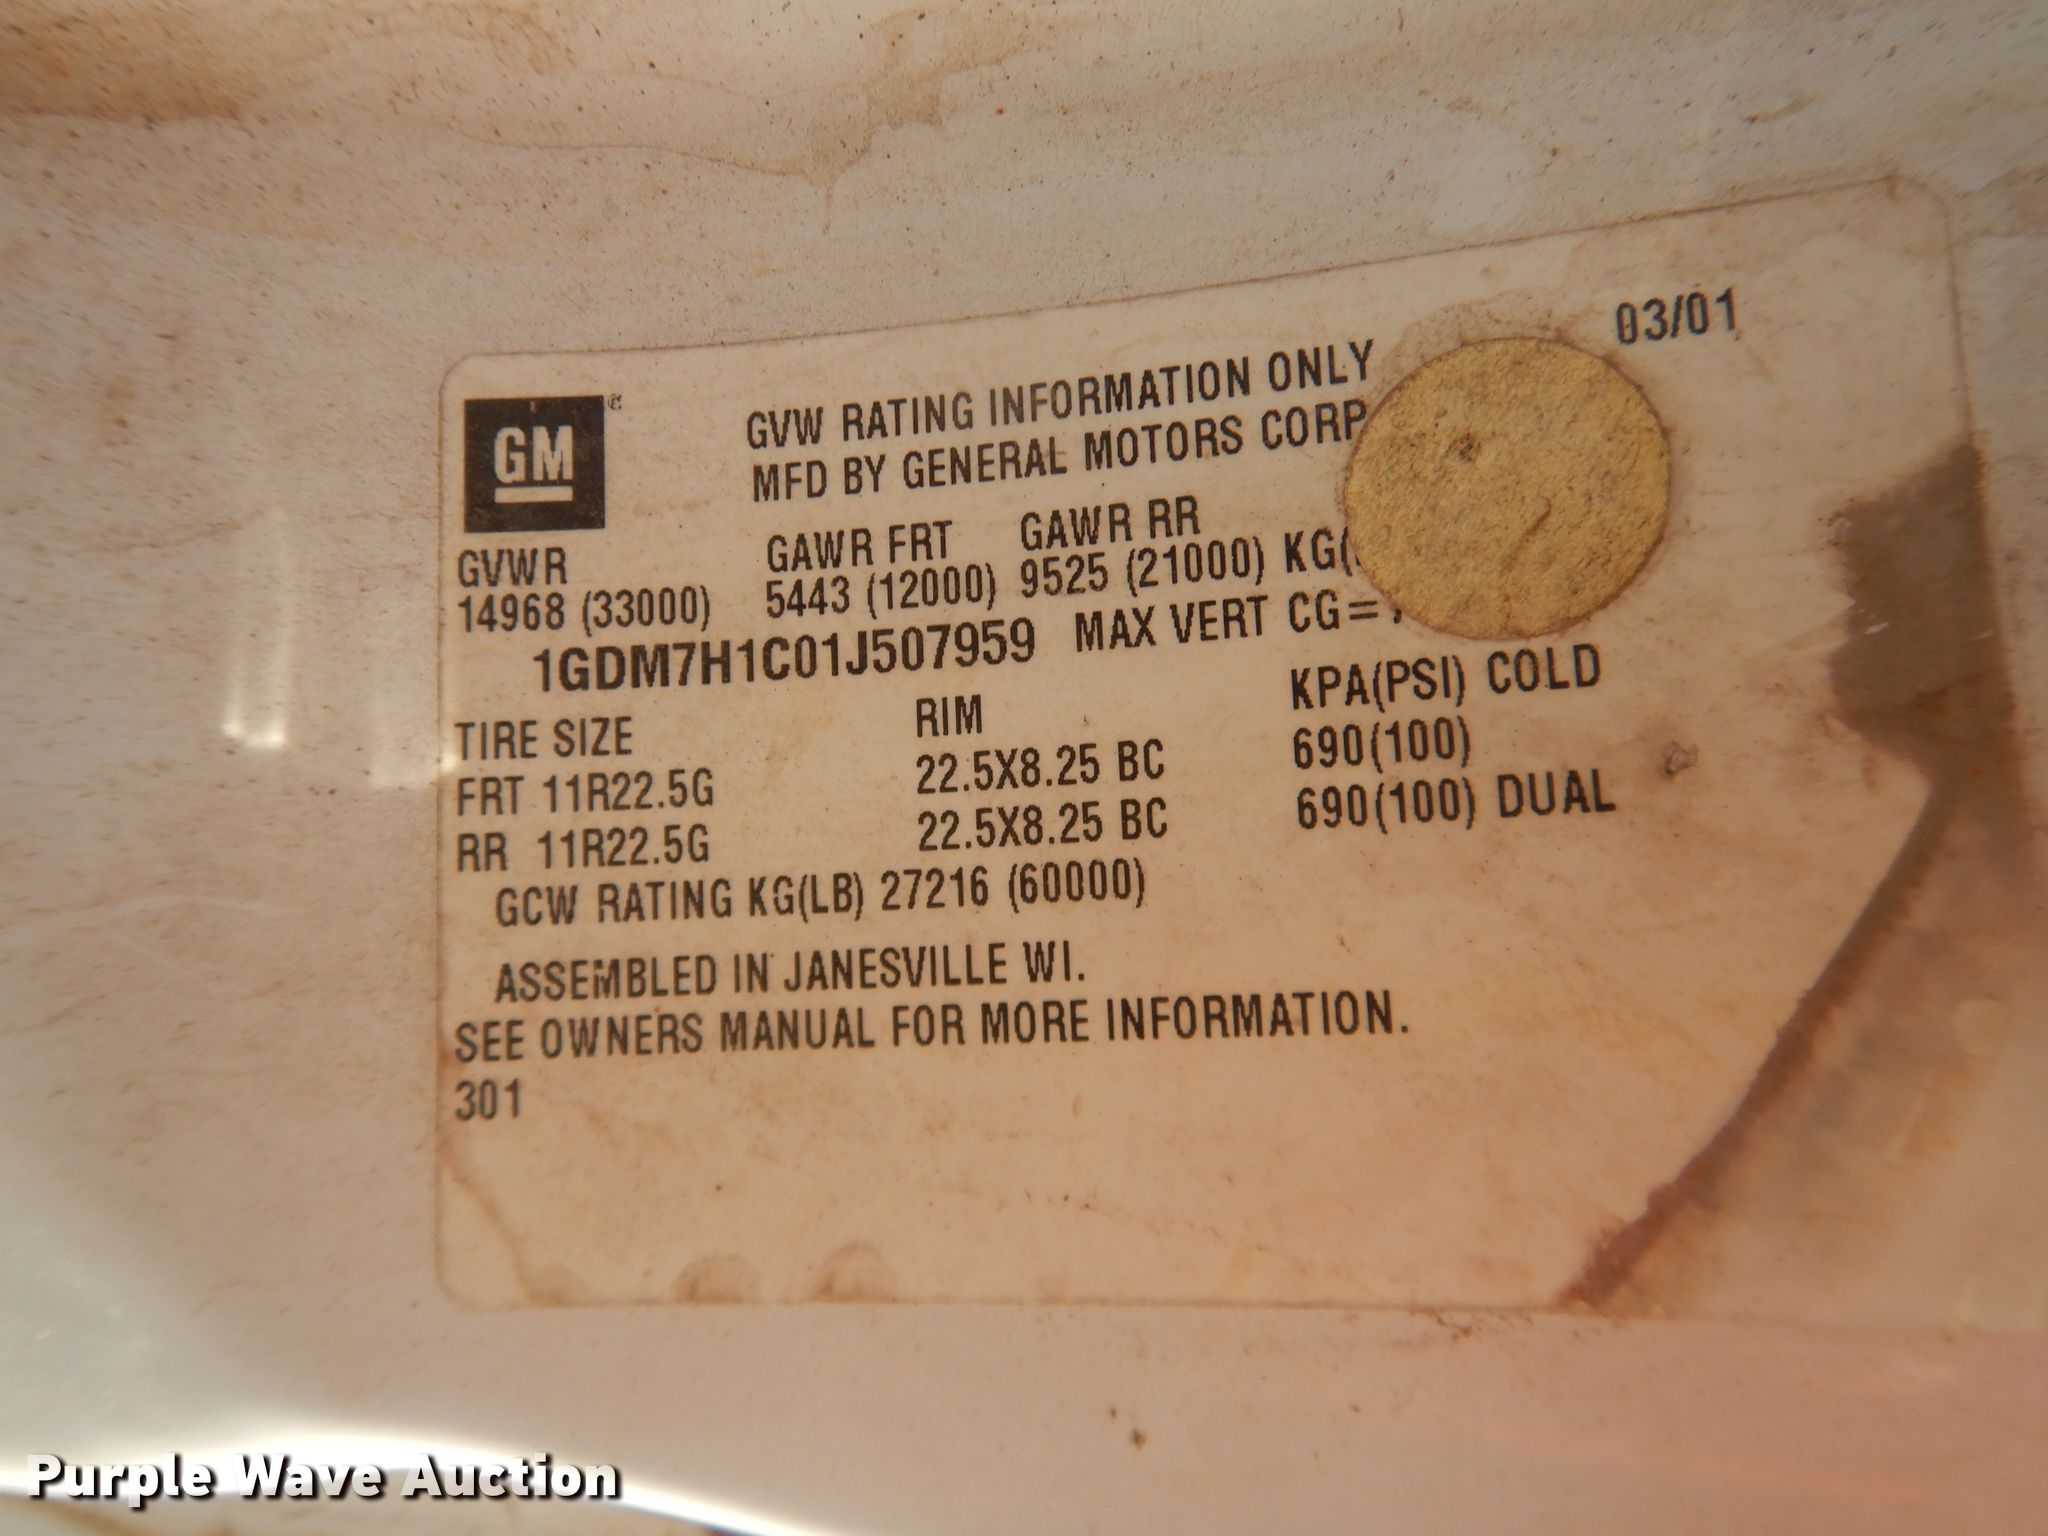 03/01
GM
GVW RATING INFORMATION ONLY
MFD BY GENERAL MOTORS CORP
GVWR GAWR FRT GAWR RR
14968 (33000) 5443 (12000) 9525 (21000) KG(
1GDM7H1C01J507959 MAX VERT CG=
TIRE SIZE RIM KPA(PSI) COLD
FRT 11R22.5G 22.5X8.25 BC 690(100)
RR 11R22.5G 22.5X8.25 BC 690(100) DUAL
GCW RATING KG(LB) 27216 (60000)
ASSEMBLED IN JANESVILLE WI.
SEE OWNERS MANUAL FOR MORE INFORMATION.
301
Purple Wave Auction